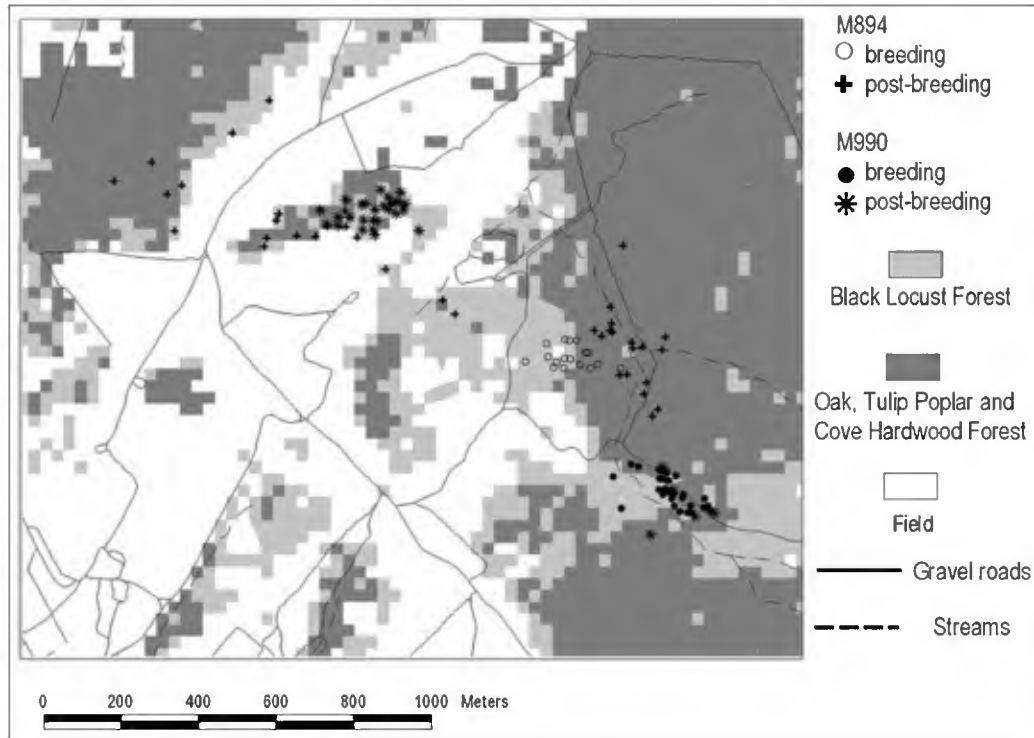 M894
breeding
post-breeding
M990
breeding
post-breeding
Black Locust Forest
Oak, Tulip Poplar and
Cove Hardwood Forest
Field
Gravel roads
Streams
0 200 400 600 800 1000 Meters